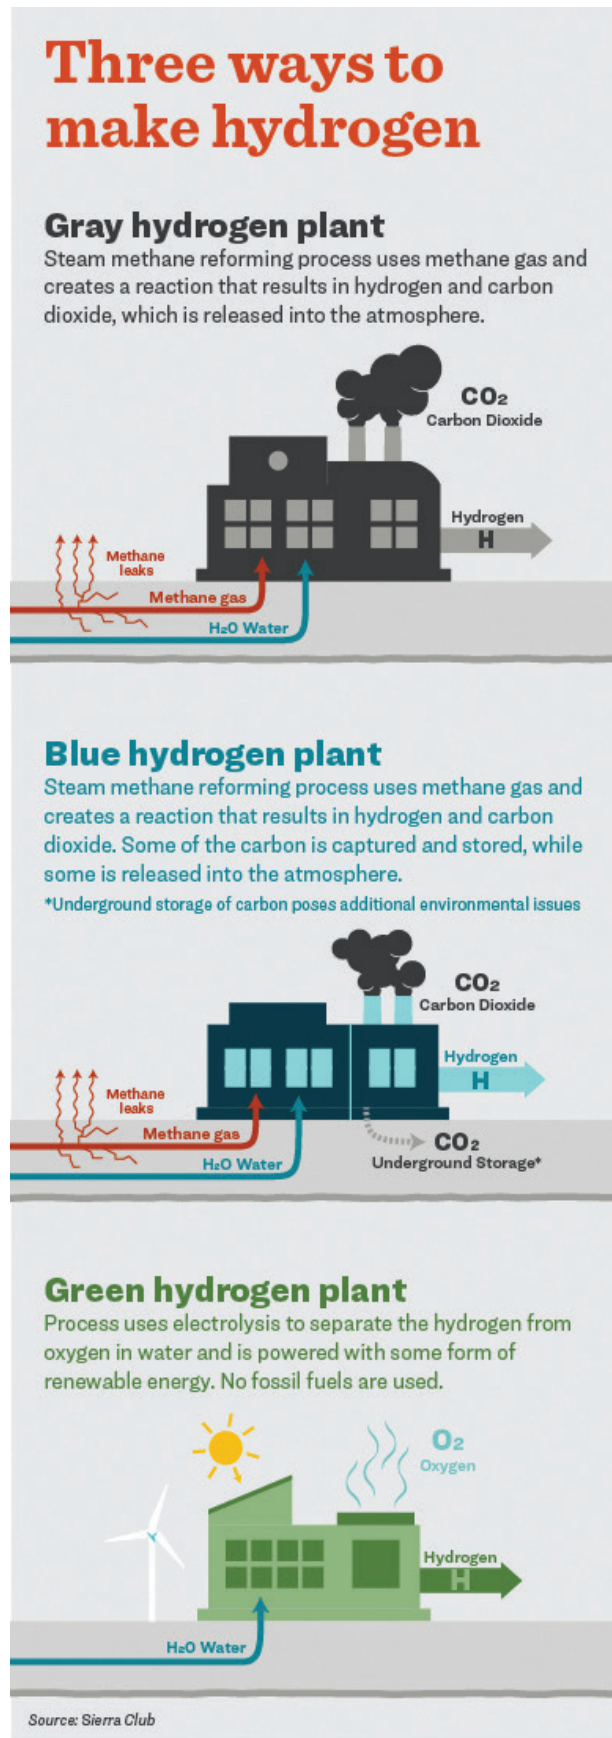 Three ways to
make hydrogen
Gray hydrogen plant
Steam methane reforming process uses methane gas and
creates a reaction that results in hydrogen and carbon
dioxide, which is released into the atmosphere.
CO₂
Carbon Dioxide
Hydrogen
H
Methane
leaks
Methane gas
H₂O Water
Blue hydrogen plant
Steam methane reforming process uses methane gas and
creates a reaction that results in hydrogen and carbon
dioxide. Some of the carbon is captured and stored, while
some is released into the atmosphere.
*Underground storage of carbon poses additional environmental issues
CO₂
Carbon Dioxide
Hydrogen
H
Methane
leaks
Methane gas
CO₂
H₂O Water
Underground Storage*
Green hydrogen plant
Process uses electrolysis to separate the hydrogen from
oxygen in water and is powered with some form of
renewable energy. No fossil fuels are used.
O₂
Oxygen
Hydrogen
H
H₂O Water
Source: Sierra Club